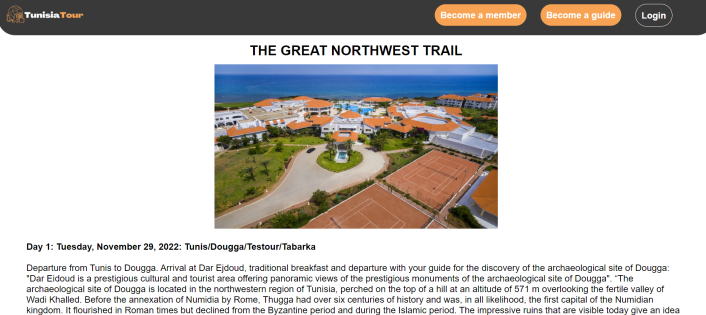 TunisiaTour
Become a member
Become a guide
Login
THE GREAT NORTHWEST TRAIL
Day 1: Tuesday, November 29, 2022: Tunis/Dougga/Testour/Tabarka
Departure from Tunis to Dougga. Arrival at Dar Ejdoud, traditional breakfast and departure with your guide for the discovery of the archaeological site of Dougga:
"Dar Eidoud is a prestigious cultural and tourist area offering panoramic views of the prestigious monuments of the archaeological site of Dougga". "The
archaeological site of Dougga is located in the northwestern region of Tunisia, perched on the top of a hill at an altitude of 571 m overlooking the fertile valley of
Wadi Khalled. Before the annexation of Numidia by Rome, Thugga had over six centuries of history and was, in all likelihood, the first capital of the Numidian
kingdom. It flourished in Roman times but declined from the Byzantine period and during the Islamic period. The impressive ruins that are visible today give an idea